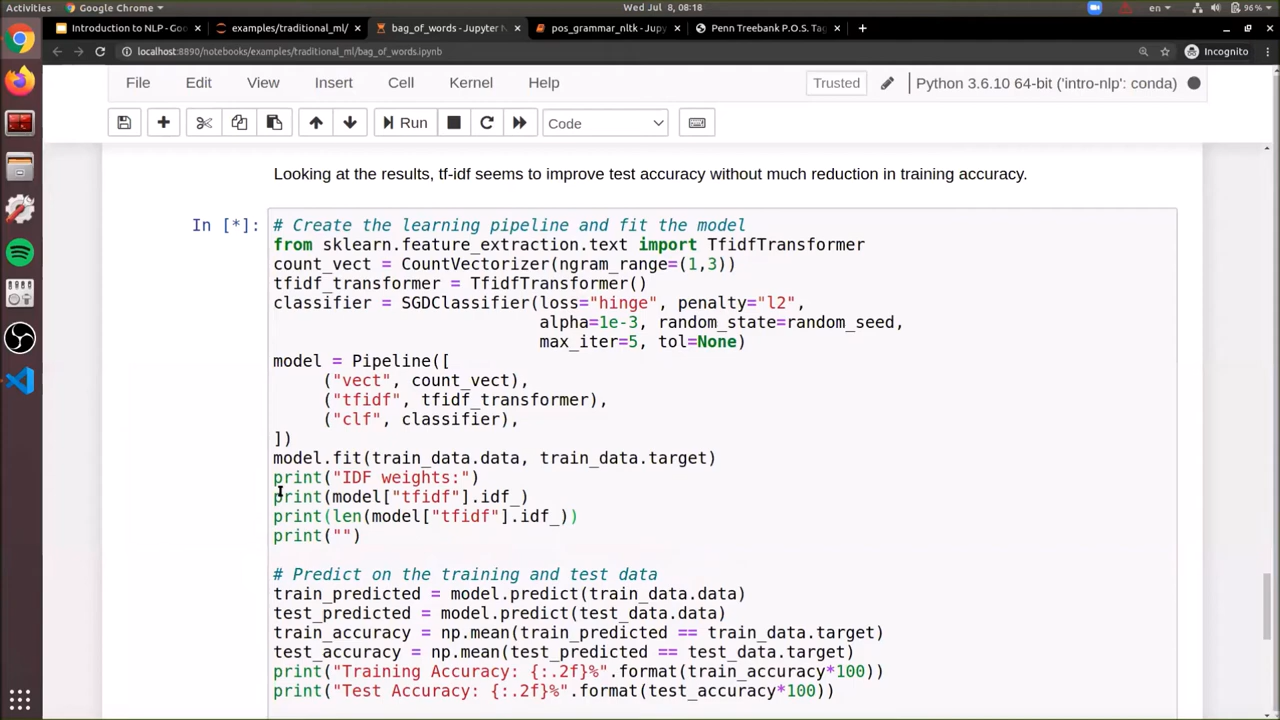 Activities
Google Chrome
Wed Jul 8, 08:18
en
96%
Introduction to NLP - Goo
examples/traditional_ml/
bag_of_words - Jupyter N
pos_grammar_nltk - Jupy
Penn Treebank P.O.S. Tag
localhost:8890/notebooks/examples/traditional_ml/bag_of_words.ipynb
Incognito
File Edit View Insert Cell Kernel Help
Trusted
Python 3.6.10 64-bit ('intro-nlp': conda)
Run
Code
Looking at the results, tf-idf seems to improve test accuracy without much reduction in training accuracy.
In [*]:
# Create the learning pipeline and fit the model
from sklearn.feature_extraction.text import TfidfTransformer
count_vect = CountVectorizer(ngram_range=(1,3))
tfidf_transformer = TfidfTransformer()
classifier = SGDClassifier(loss="hinge", penalty="l2",
alpha=1e-3, random_state=random_seed,
max_iter=5, tol=None)
model = Pipeline([
("vect", count_vect),
("tfidf", tfidf_transformer),
("clf", classifier),
])
model.fit(train_data.data, train_data.target)
print("IDF weights:")
print(model["tfidf"].idf_)
print(len(model["tfidf"].idf_))
print("")
# Predict on the training and test data
train_predicted = model.predict(train_data.data)
test_predicted = model.predict(test_data.data)
train_accuracy = np.mean(train_predicted == train_data.target)
test_accuracy = np.mean(test_predicted == test_data.target)
print("Training Accuracy: {:.2f}%".format(train_accuracy*100))
print("Test Accuracy: {:.2f}%".format(test_accuracy*100))